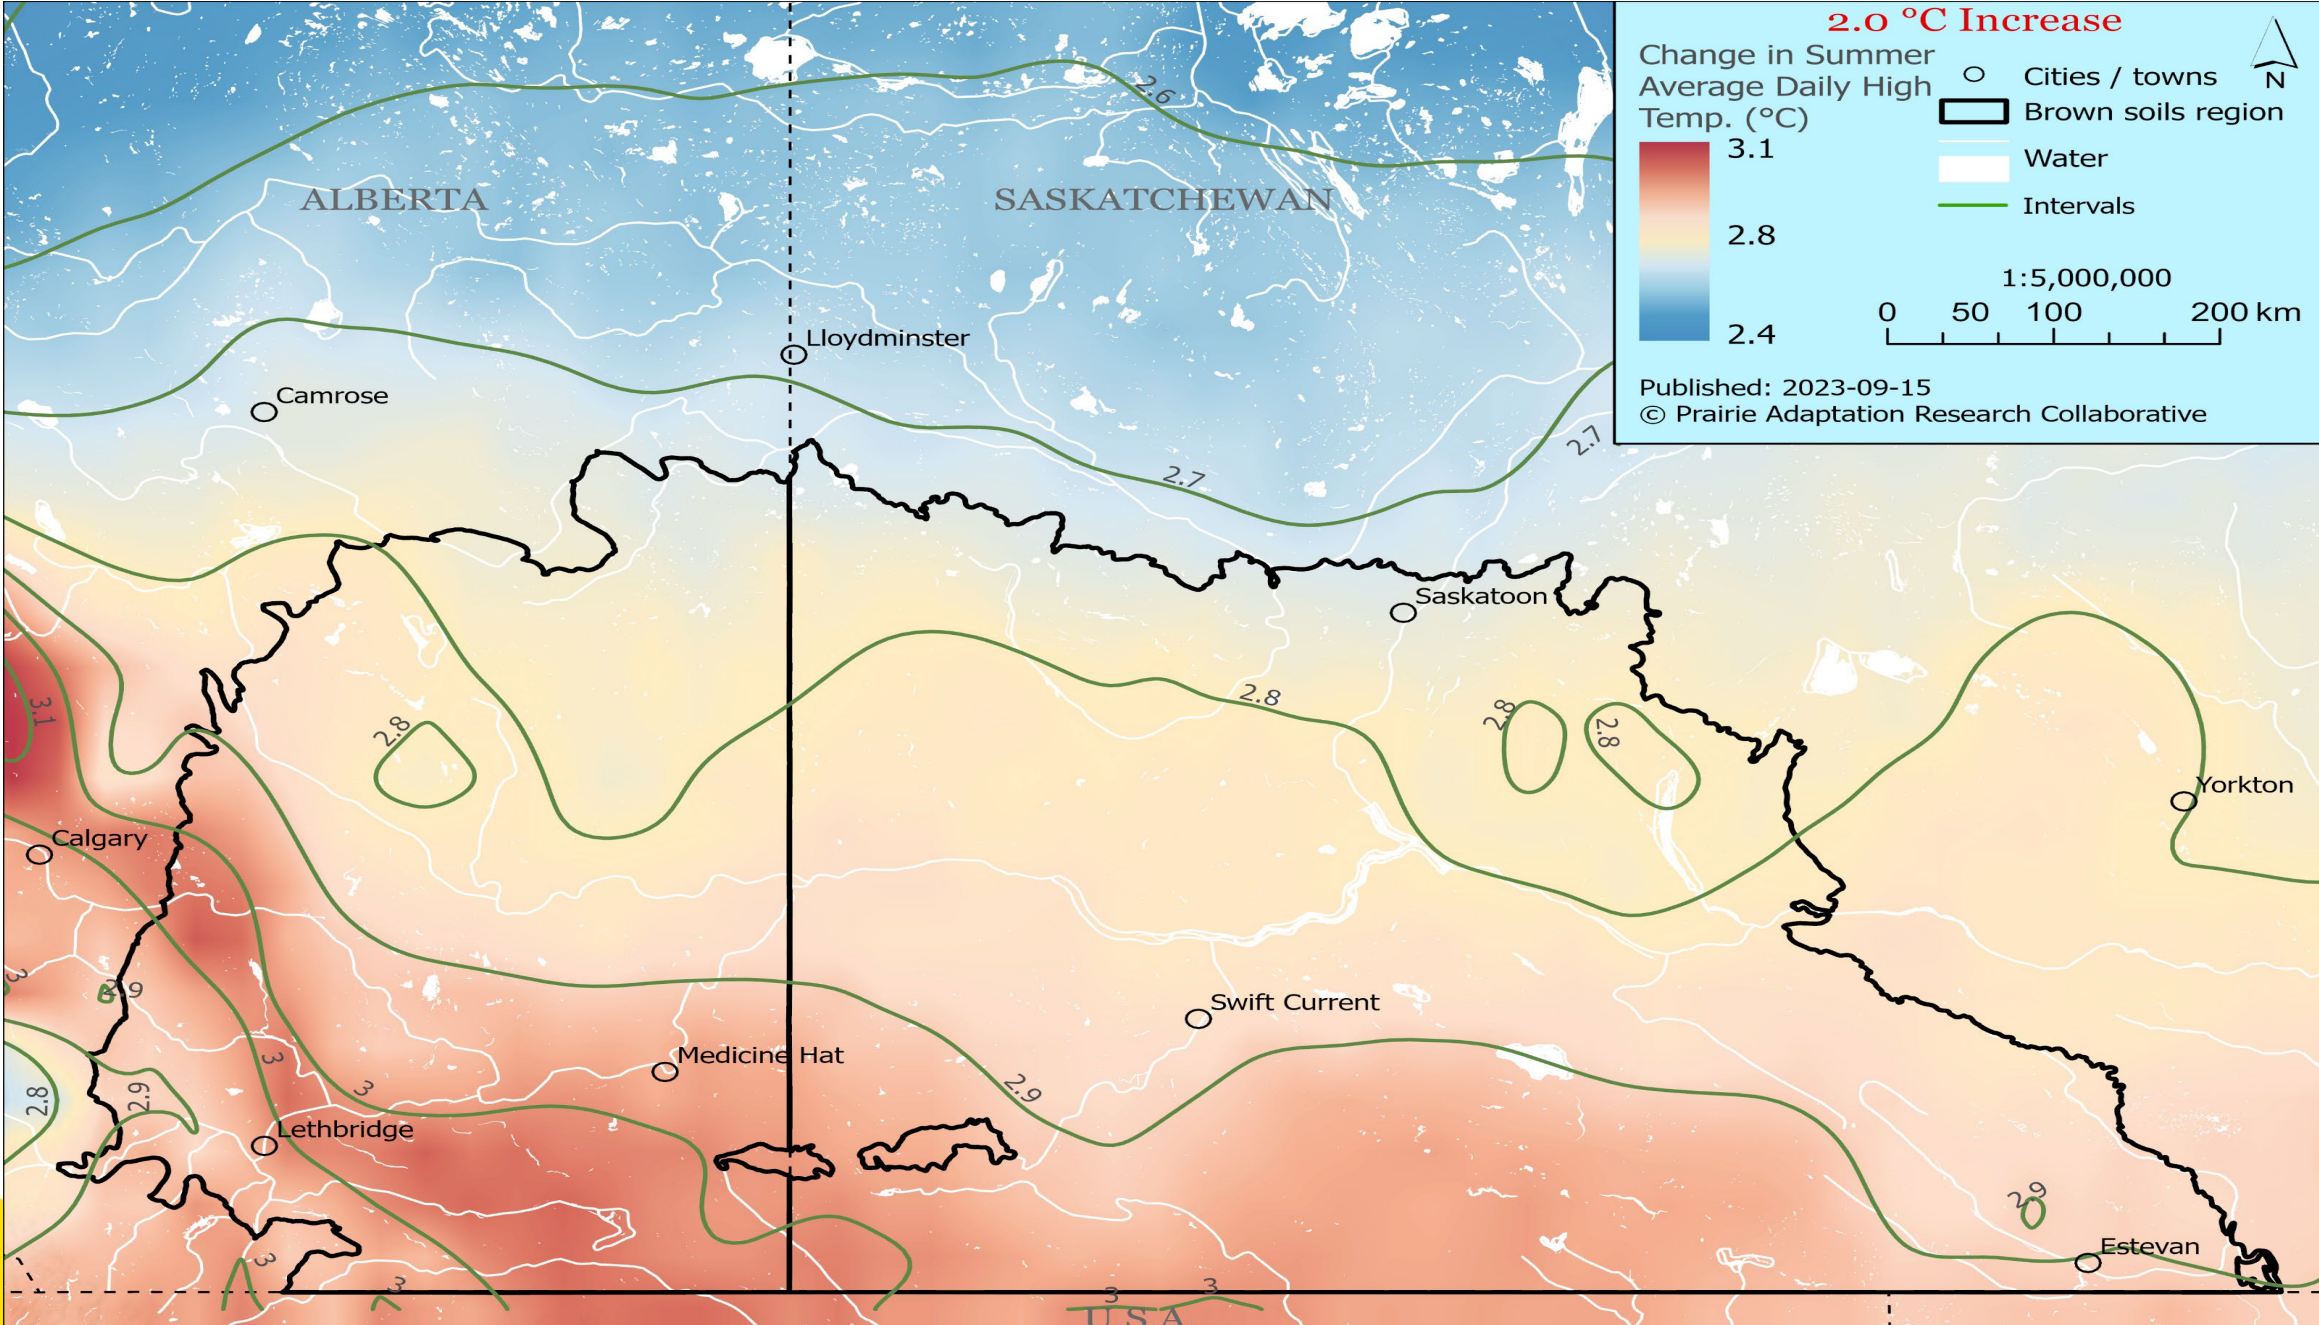 2.0 °C Increase
Change in Summer
Average Daily High
Temp. (°C)
3.1
2.8
2.4
Cities / towns
Brown soils region
Water
Intervals
N
1:5,000,000
0 50 100 200 km
Published: 2023-09-15
© Prairie Adaptation Research Collaborative
2.6
ALBERTA
SASKATCHEWAN
Lloydminster
Camrose
2.7
2.7
Saskatoon
2.8
3.1
2.8
2.8
2.8
Yorkton
Calgary
3
2.9
Swift Current
3
Medicine Hat
2.8
2.9
3
2.9
Lethbridge
2.9
Estevan
3
3
3
3
USA